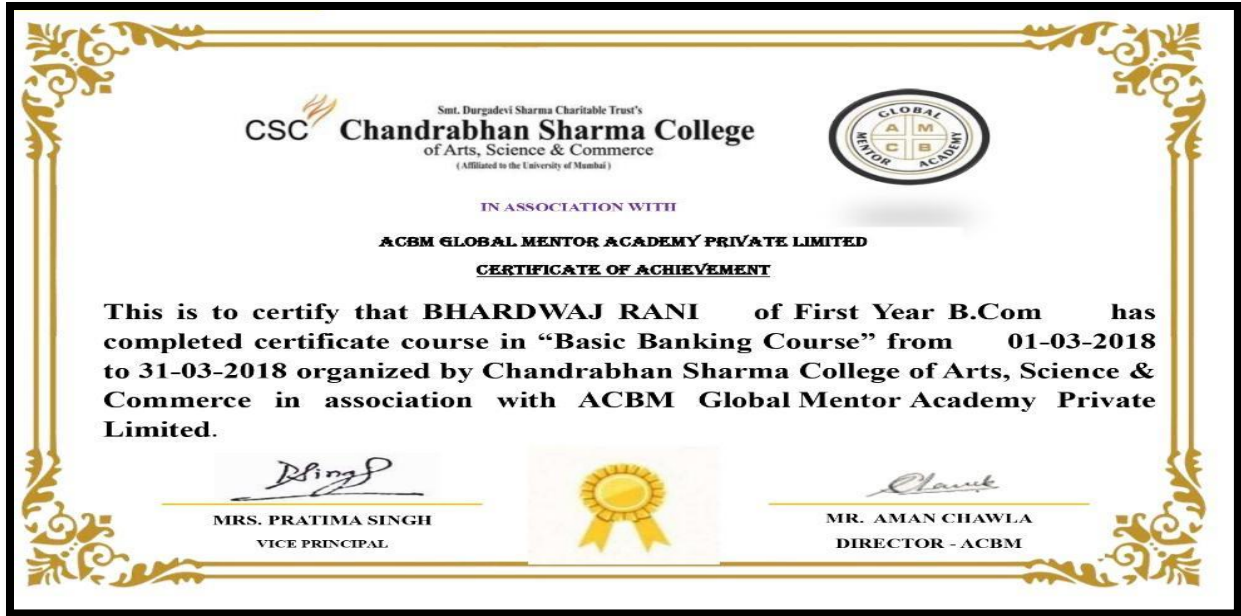 Smt. Durgadevi Sharma Charitable Trust's
CSC Chandrabhan Sharma College
of Arts, Science & Commerce
( Affiliated to the University of Mumbai )
GLOBAL
A M
C B
MENTOR ACADEMY
IN ASSOCIATION WITH
ACBM GLOBAL MENTOR ACADEMY PRIVATE LIMITED
CERTIFICATE OF ACHIEVEMENT
This is to certify that BHARDWAJ RANI of First Year B.Com has
completed certificate course in “Basic Banking Course” from 01-03-2018
to 31-03-2018 organized by Chandrabhan Sharma College of Arts, Science &
Commerce in association with ACBM Global Mentor Academy Private
Limited.
PSingh
Chawla
MRS. PRATIMA SINGH
VICE PRINCIPAL
MR. AMAN CHAWLA
DIRECTOR - ACBM